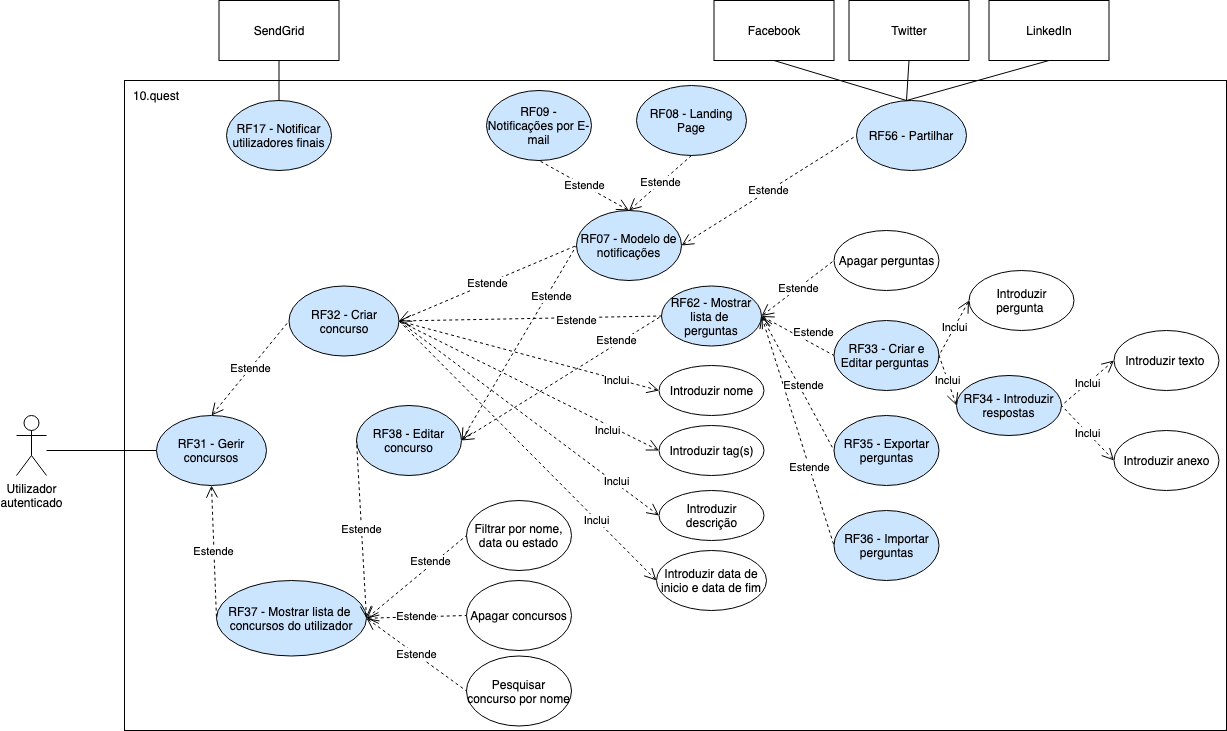 SendGrid
Facebook
Twitter
LinkedIn
10.quest
RF17 - Notificar
utilizadores finais
RF09 -
Notificações por E-
mail
RF08 - Landing
Page
RF56 - Partilhar
Estende
Estende
Estende
RF07 - Modelo de
notificações
Apagar perguntas
Estende
Estende
Estende
RF32 - Criar
concurso
RF62 - Mostrar
lista de
perguntas
Introduzir
pergunta
Estende
Estende
Inclui
Estende
RF33 - Criar e
Editar perguntas
Introduzir texto
Estende
Inclui
Inclui
Inclui
Estende
Introduzir nome
RF34 - Introduzir
respostas
Utilizador
autenticado
RF31 - Gerir
concursos
RF38 - Editar
concurso
Inclui
Introduzir tag(s)
RF35 - Exportar
perguntas
Inclui
Introduzir anexo
Estende
Inclui
Introduzir
descrição
Inclui
Estende
Filtrar por nome,
data ou estado
RF36 - Importar
perguntas
Estende
Estende
Introduzir data de
inicio e data de fim
RF37 - Mostrar lista de
concursos do utilizador
Estende
Apagar concursos
Estende
Pesquisar
concurso por nome